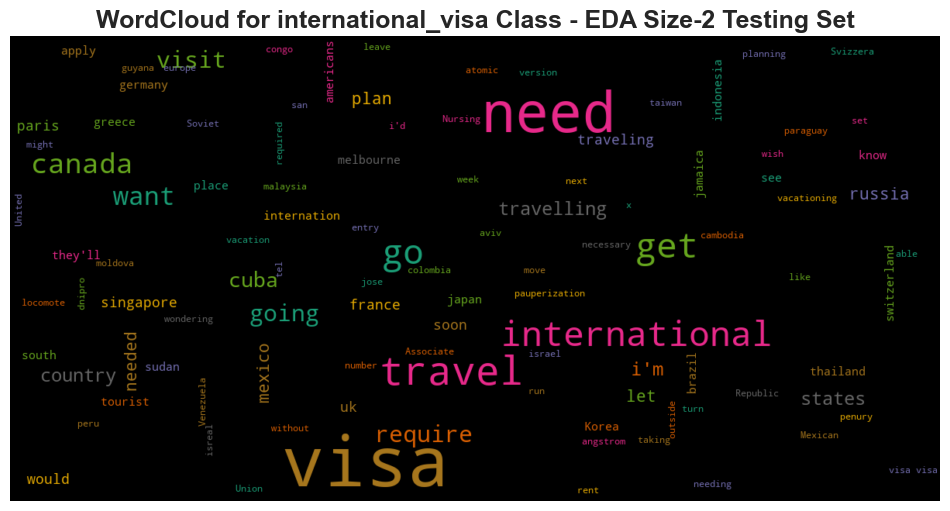 WordCloud for international_visa Class - EDA Size-2 Testing Set
apply
visit
congo
americans
leave
planning
Svizzera
guyana
europe
germany
atomic
version
indonesia
san
plan
need
taiwan
paris
greece
Soviet
required
i'd
Nursing
traveling
paraguay
set
might
canada
melbourne
jamaica
wish
know
want
place
malaysia
week
next
see
vacationing
russia
United
internation
travelling
x
entry
aviv
necessary
get
cambodia
vacation
they'll
moldova
go
able
switzerland
tel
cuba
jose
colombia
move
like
dnipro
locomote
singapore
wondering
going
france
japan
pauperization
soon
international
south
needed
sudan
mexico
number
Associate
travel
israel
i'm
brazil
thailand
country
tourist
Venezuela
uk
run
let
turn
Republic
states
penury
peru
isreal
without
require
Korea
angstrom
outside
taking
Mexican
would
Union
visa
rent
needing
visa visa